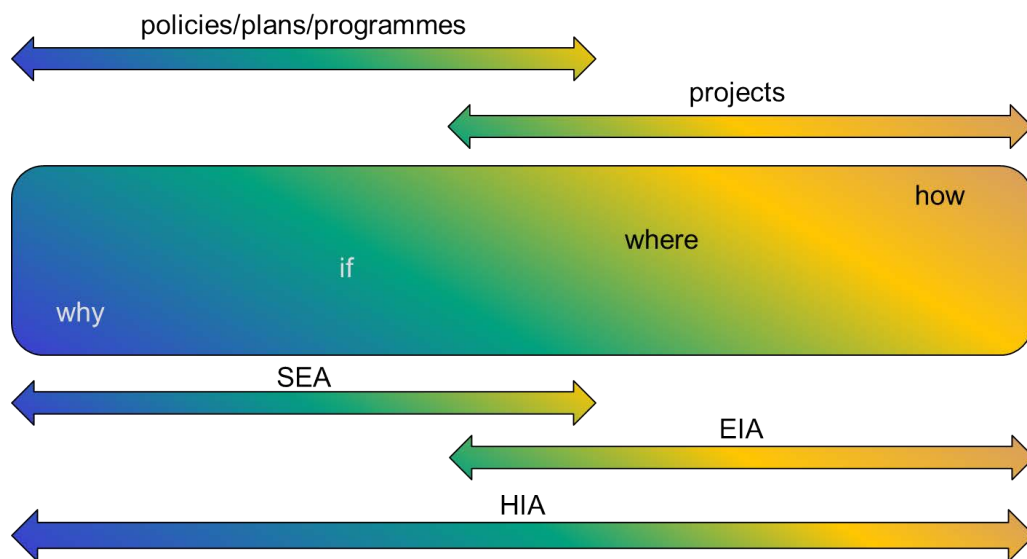 policies/plans/programmes
projects
how
where
if
why
SEA
EIA
HIA